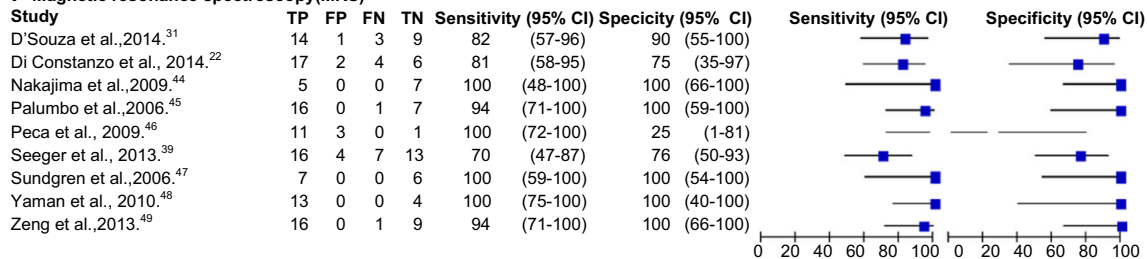 Study TP FP FN TN Sensitivity (95% CI) Specicity (95% CI) Sensitivity (95% CI) Specificity (95% CI)
D'Souza et al.,2014.31 14 1 3 9 82 (57-96) 90 (55-100)
Di Constanzo et al., 2014.22 17 2 4 6 81 (58-95) 75 (35-97)
Nakajima et al.,2009.44 5 0 0 7 100 (48-100) 100 (66-100)
Palumbo et al.,2006.45 16 0 1 7 94 (71-100) 100 (59-100)
Peca et al., 2009.46 11 3 0 1 100 (72-100) 25 (1-81)
Seeger et al., 2013.39 16 4 7 13 70 (47-87) 76 (50-93)
Sundgren et al.,2006.47 7 0 0 6 100 (59-100) 100 (54-100)
Yaman et al., 2010.48 13 0 0 4 100 (75-100) 100 (40-100)
Zeng et al.,2013.49 16 0 1 9 94 (71-100) 100 (66-100)
0 20 40 60 80 100 0 20 40 60 80 100